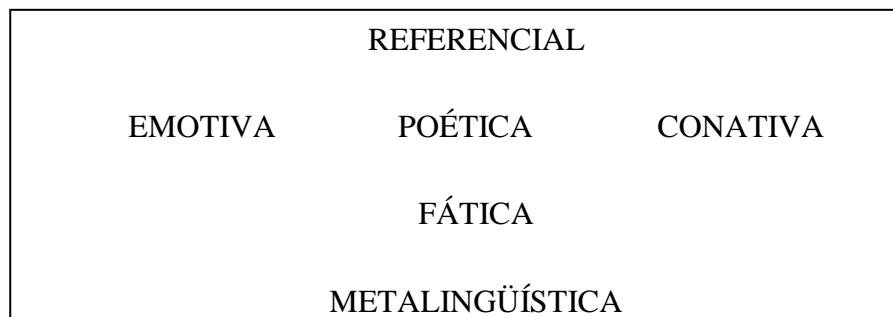 REFERENCIAL
EMOTIVA POÉTICA CONATIVA
FÁTICA
METALINGÜÍSTICA